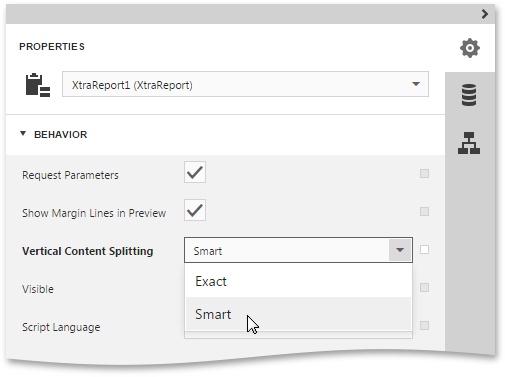 PROPERTIES
XtraReport1 (XtraReport)
BEHAVIOR
Request Parameters
Show Margin Lines in Preview
Vertical Content Splitting
Smart
Exact
Visible
Smart
Script Language